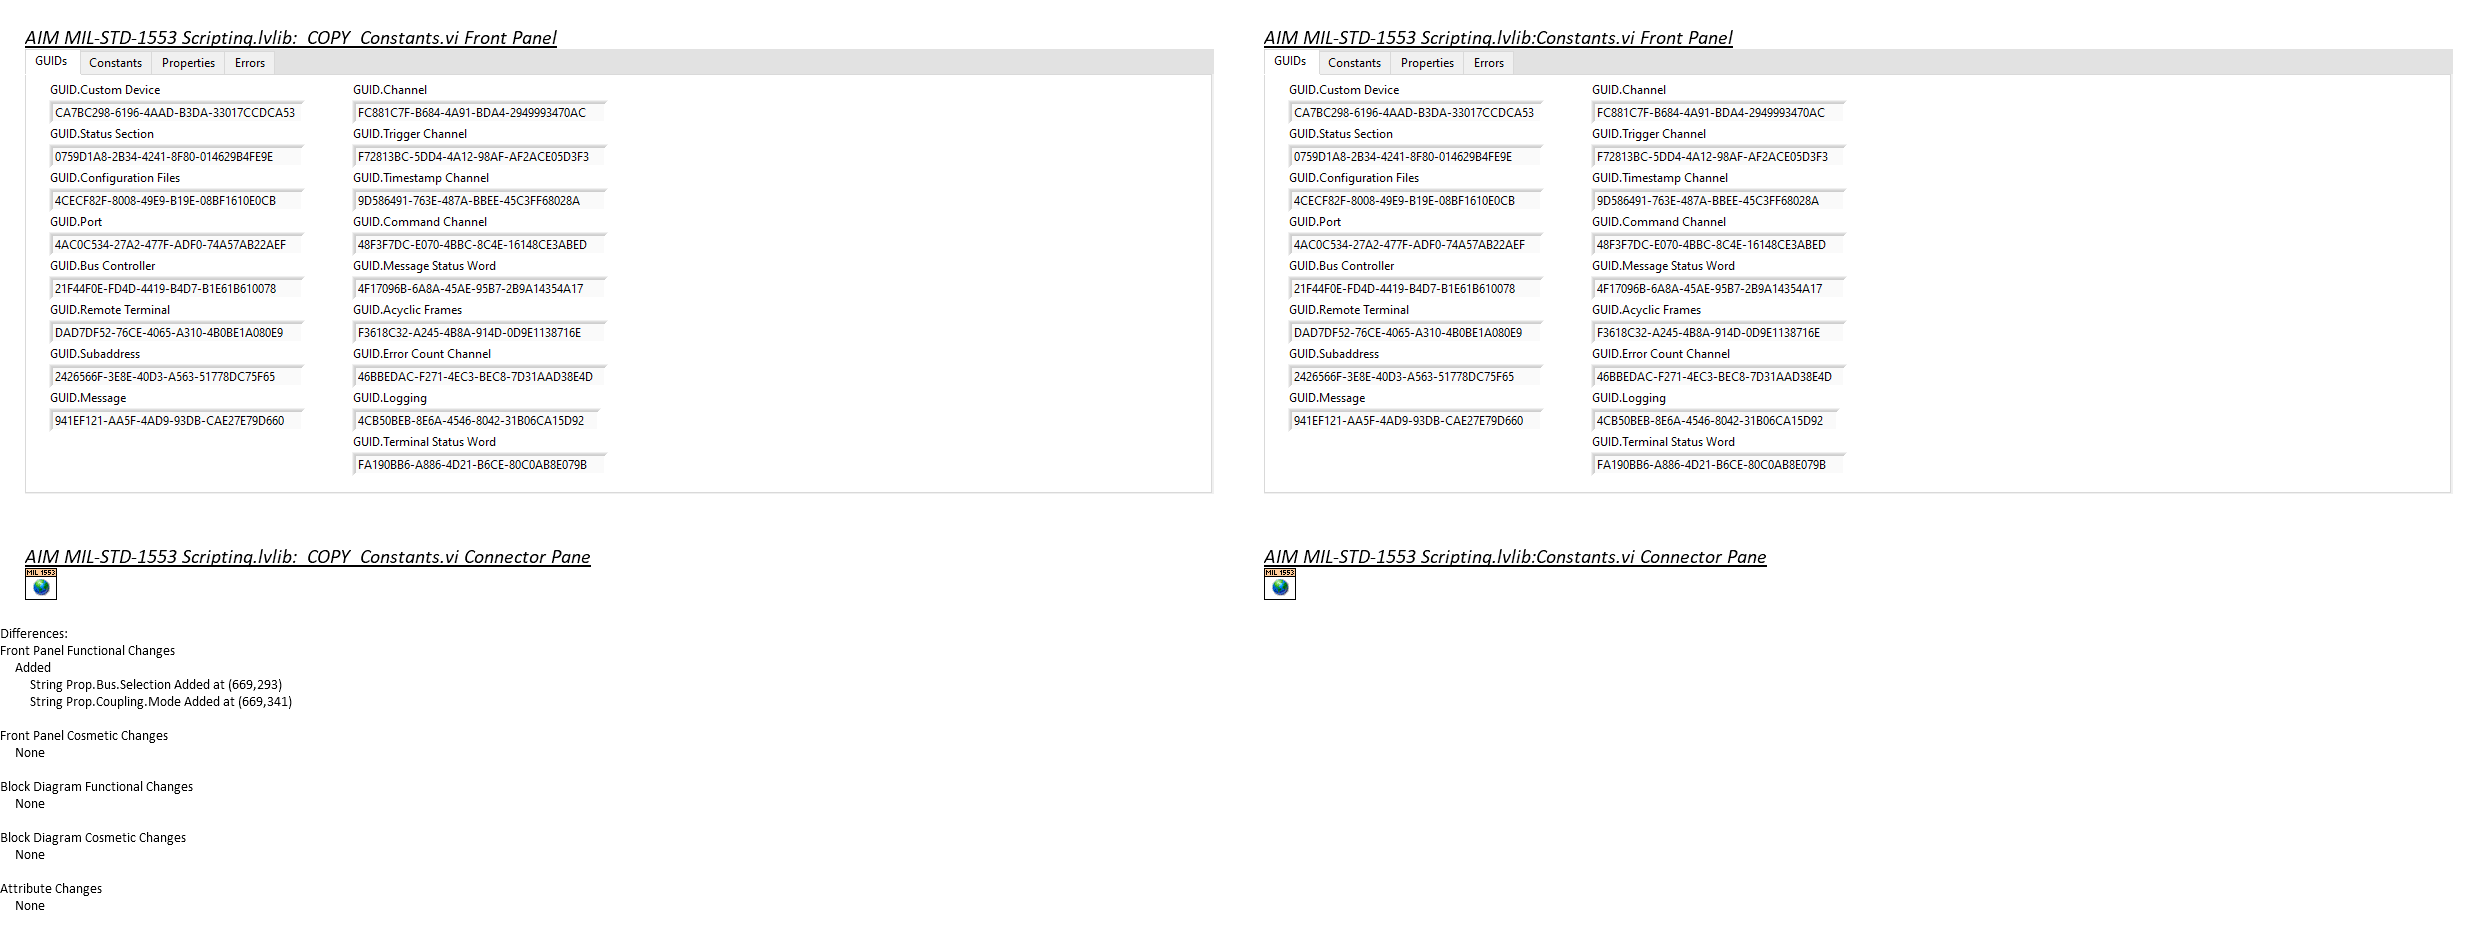 AIM MIL-STD-1553 Scripting.lvlib:_COPY_Constants.vi Front Panel
GUIDs Constants Properties Errors
GUID.Custom Device GUID.Channel
CA7BC298-6196-4AAD-B3DA-33017CCDCA53 FC881C7F-B684-4A91-BDA4-2949993470AC
GUID.Status Section GUID.Trigger Channel
0759D1A8-2B34-4241-8F80-014629B4FE9E F72813BC-5DD4-4A12-98AF-AF2ACE05D3F3
GUID.Configuration Files GUID.Timestamp Channel
4CECF82F-8008-49E9-B19E-08BF1610E0CB 9D586491-763E-487A-BBEE-45C3FF68028A
GUID.Port GUID.Command Channel
4AC0C534-27A2-477F-ADF0-74A57AB22AEF 48F3F7DC-E070-4BBC-8C4E-16148CE3ABED
GUID.Bus Controller GUID.Message Status Word
21F44F0E-FD4D-4419-B4D7-B1E61B610078 4F17096B-6A8A-45AE-95B7-2B9A14354A17
GUID.Remote Terminal GUID.Acyclic Frames
DAD7DF52-76CE-4065-A310-4B0BE1A080E9 F3618C32-A245-4B8A-914D-0D9E1138716E
GUID.Subaddress GUID.Error Count Channel
2426566F-3E8E-40D3-A563-51778DC75F65 46BBEDAC-F271-4EC3-BEC8-7D31AAD38E4D
GUID.Message GUID.Logging
941EF121-AA5F-4AD9-93DB-CAE27E79D660 4CB50BEB-8E6A-4546-8042-31B06CA15D92
GUID.Terminal Status Word
FA190BB6-A886-4D21-B6CE-80C0AB8E079B
AIM MIL-STD-1553 Scripting.lvlib:Constants.vi Front Panel
GUIDs Constants Properties Errors
GUID.Custom Device GUID.Channel
CA7BC298-6196-4AAD-B3DA-33017CCDCA53 FC881C7F-B684-4A91-BDA4-2949993470AC
GUID.Status Section GUID.Trigger Channel
0759D1A8-2B34-4241-8F80-014629B4FE9E F72813BC-5DD4-4A12-98AF-AF2ACE05D3F3
GUID.Configuration Files GUID.Timestamp Channel
4CECF82F-8008-49E9-B19E-08BF1610E0CB 9D586491-763E-487A-BBEE-45C3FF68028A
GUID.Port GUID.Command Channel
4AC0C534-27A2-477F-ADF0-74A57AB22AEF 48F3F7DC-E070-4BBC-8C4E-16148CE3ABED
GUID.Bus Controller GUID.Message Status Word
21F44F0E-FD4D-4419-B4D7-B1E61B610078 4F17096B-6A8A-45AE-95B7-2B9A14354A17
GUID.Remote Terminal GUID.Acyclic Frames
DAD7DF52-76CE-4065-A310-4B0BE1A080E9 F3618C32-A245-4B8A-914D-0D9E1138716E
GUID.Subaddress GUID.Error Count Channel
2426566F-3E8E-40D3-A563-51778DC75F65 46BBEDAC-F271-4EC3-BEC8-7D31AAD38E4D
GUID.Message GUID.Logging
941EF121-AA5F-4AD9-93DB-CAE27E79D660 4CB50BEB-8E6A-4546-8042-31B06CA15D92
GUID.Terminal Status Word
FA190BB6-A886-4D21-B6CE-80C0AB8E079B
AIM MIL-STD-1553 Scripting.lvlib:_COPY_Constants.vi Connector Pane
MIL 1553
AIM MIL-STD-1553 Scripting.lvlib:Constants.vi Connector Pane
MIL 1553
Differences:
Front Panel Functional Changes
Added
String Prop.Bus.Selection Added at (669,293)
String Prop.Coupling.Mode Added at (669,341)
Front Panel Cosmetic Changes
None
Block Diagram Functional Changes
None
Block Diagram Cosmetic Changes
None
Attribute Changes
None